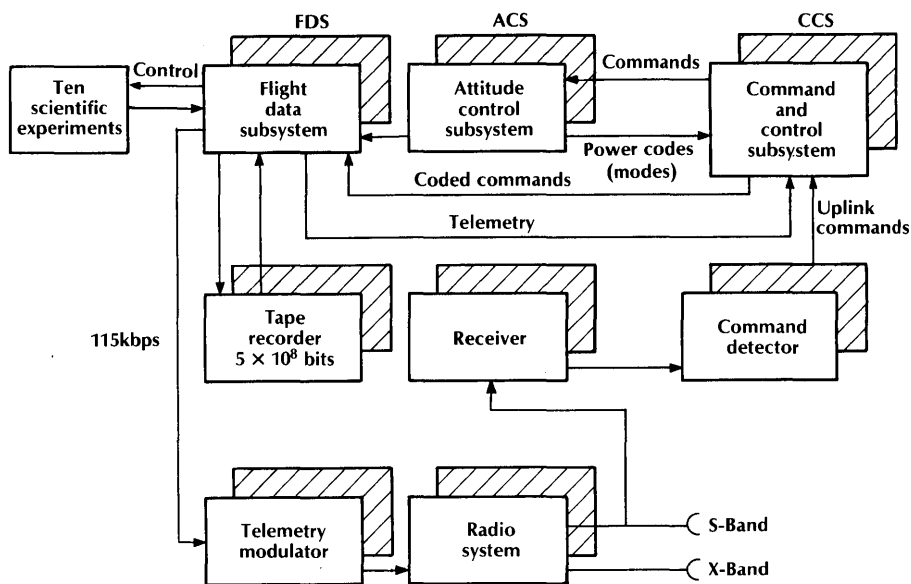 FDS
ACS
CCS
Ten
scientific
experiments
Control
Flight
data
subsystem
Attitude
control
subsystem
Commands
Command
and
control
subsystem
Power codes
(modes)
Coded commands
Telemetry
Uplink
commands
115kbps
Tape
recorder
5 × 10⁸ bits
Receiver
Command
detector
Telemetry
modulator
Radio
system
S-Band
X-Band